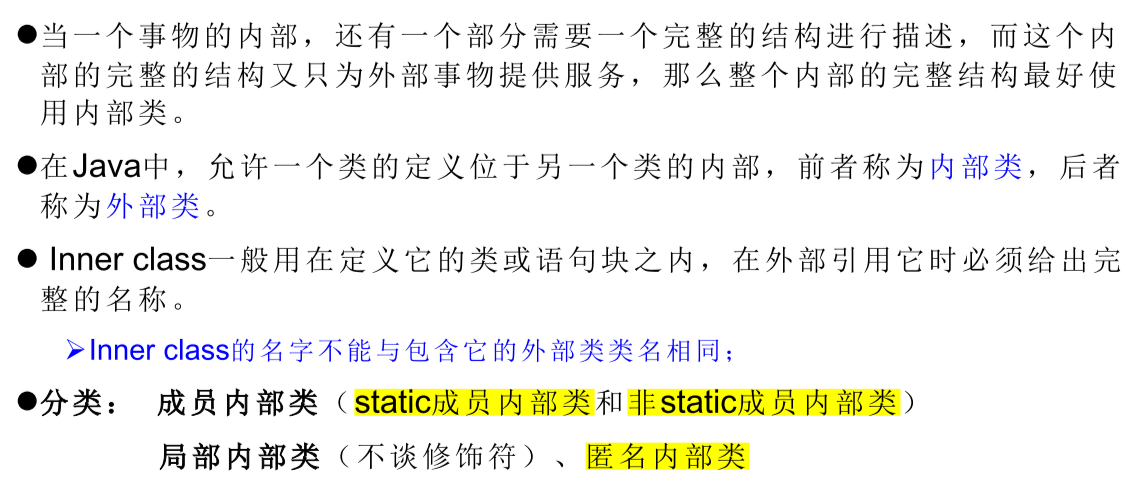 ●当一个事物的内部，还有一个部分需要一个完整的结构进行描述，而这个内
部的完整的结构又只为外部事物提供服务，那么整个内部的完整结构最好使
用内部类。
●在Java中，允许一个类的定义位于另一个类的内部，前者称为内部类，后者
称为外部类。
● Inner class一般用在定义它的类或语句块之内，在外部引用它时必须给出完
整的名称。
➢Inner class的名字不能与包含它的外部类类名相同；
●分类： 成员内部类（static成员内部类和非static成员内部类）
局部内部类（不谈修饰符）、匿名内部类